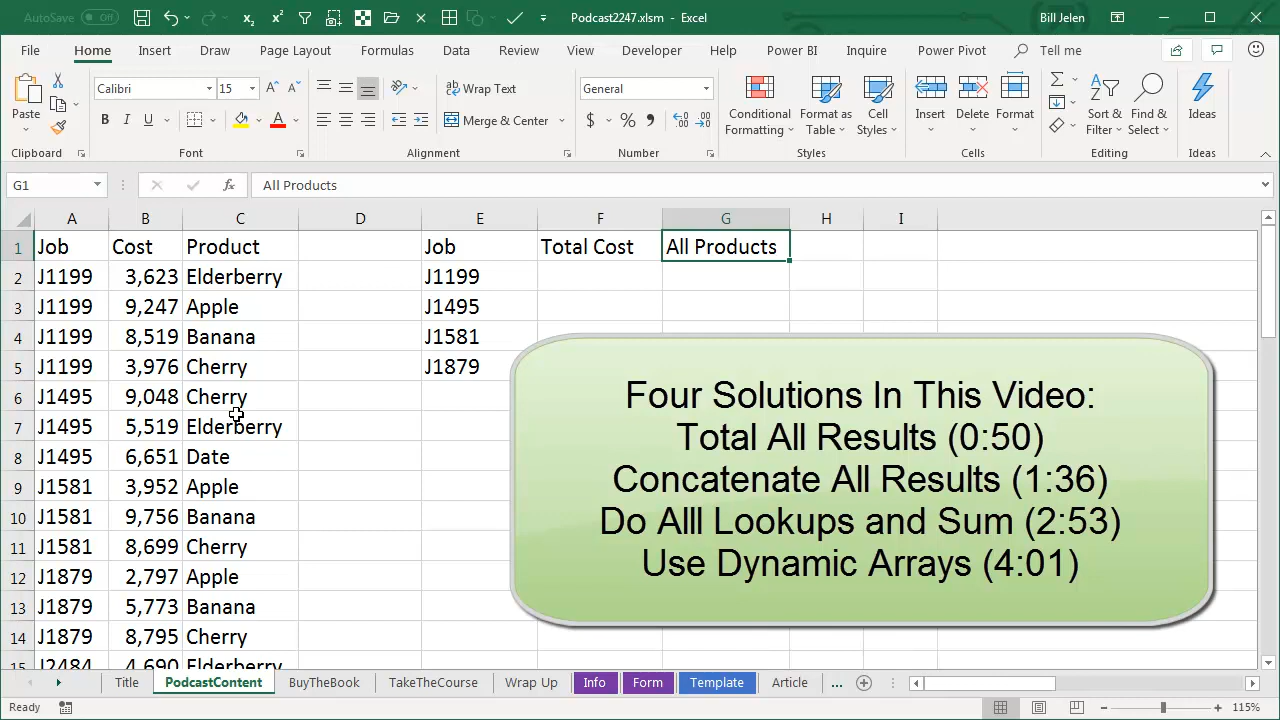 AutoSave Off Podcast2247.xlsm - Excel Bill Jelen
File Home Insert Draw Page Layout Formulas Data Review View Developer Help Power BI Inquire Power Pivot Tell me
Paste Calibri 15 Wrap Text General Conditional Formatting Format as Table Cell Styles Insert Delete Format Sort & Filter Find & Select Ideas
B I U A Merge & Center $ %
Clipboard Font Alignment Number Styles Cells Editing Ideas
G1 fx All Products
A B C D E F G H I
1 Job Cost Product Job Total Cost All Products
2 J1199 3,623 Elderberry J1199
3 J1199 9,247 Apple J1495
4 J1199 8,519 Banana J1581
5 J1199 3,976 Cherry J1879
6 J1495 9,048 Cherry
7 J1495 5,519 Elderberry
8 J1495 6,651 Date
9 J1581 3,952 Apple
10 J1581 9,756 Banana
11 J1581 8,699 Cherry
12 J1879 2,797 Apple
13 J1879 5,773 Banana
14 J1879 8,795 Cherry
15 J2484 4,690 Elderberry
Four Solutions In This Video:
Total All Results (0:50)
Concatenate All Results (1:36)
Do Alll Lookups and Sum (2:53)
Use Dynamic Arrays (4:01)
Title PodcastContent BuyTheBook TakeTheCourse Wrap Up Info Form Template Article ...
Ready 115%